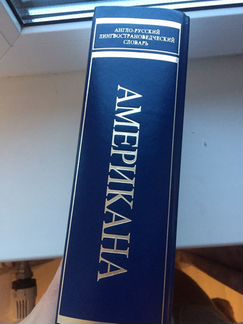 АНГЛО-РУССКИЙ
ЛИНГВОСТРАНОВЕДЧЕСКИЙ
СЛОВАРЬ
АМЕРИКАНА